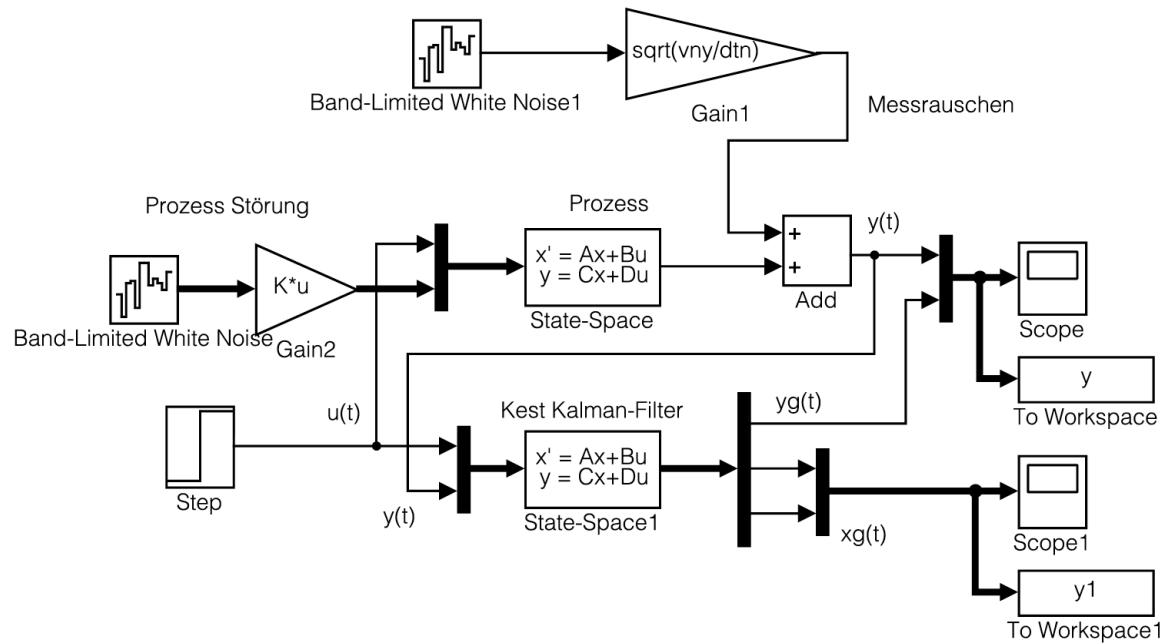 sqrt(vny/dtn)
Band-Limited White Noise1
Gain1
Messrauschen
Prozess Störung
Prozess
y(t)
x' = Ax+Bu
y = Cx+Du
+
+
K*u
Add
State-Space
Scope
Band-Limited White Noise
Gain2
y
To Workspace
u(t)
Kest Kalman-Filter
yg(t)
x' = Ax+Bu
y = Cx+Du
Step
y(t)
State-Space1
xg(t)
Scope1
y1
To Workspace1